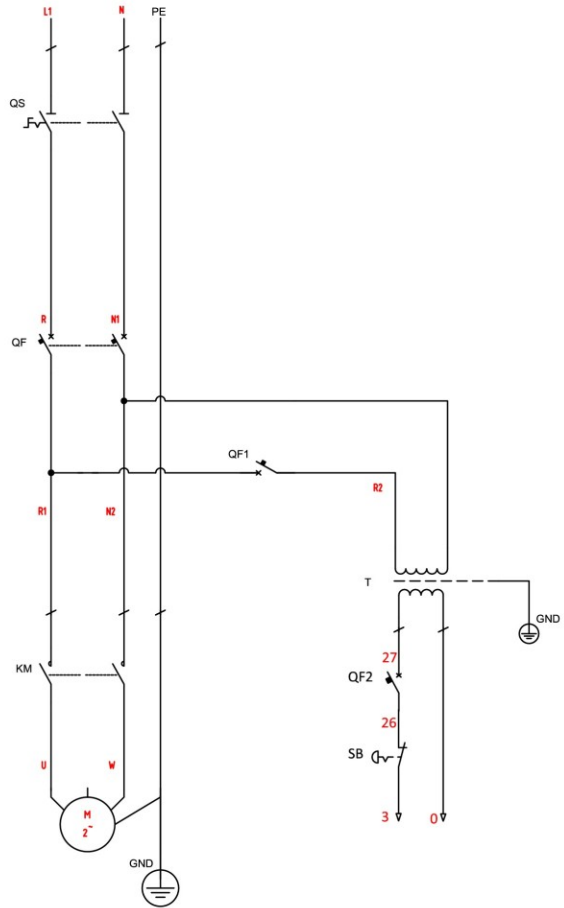 L1 N PE
QS
R N1
QF
QF1
R2
R1 N2
T
GND
27
KM
QF2
26
U W
SB
M
2~
3 0
GND